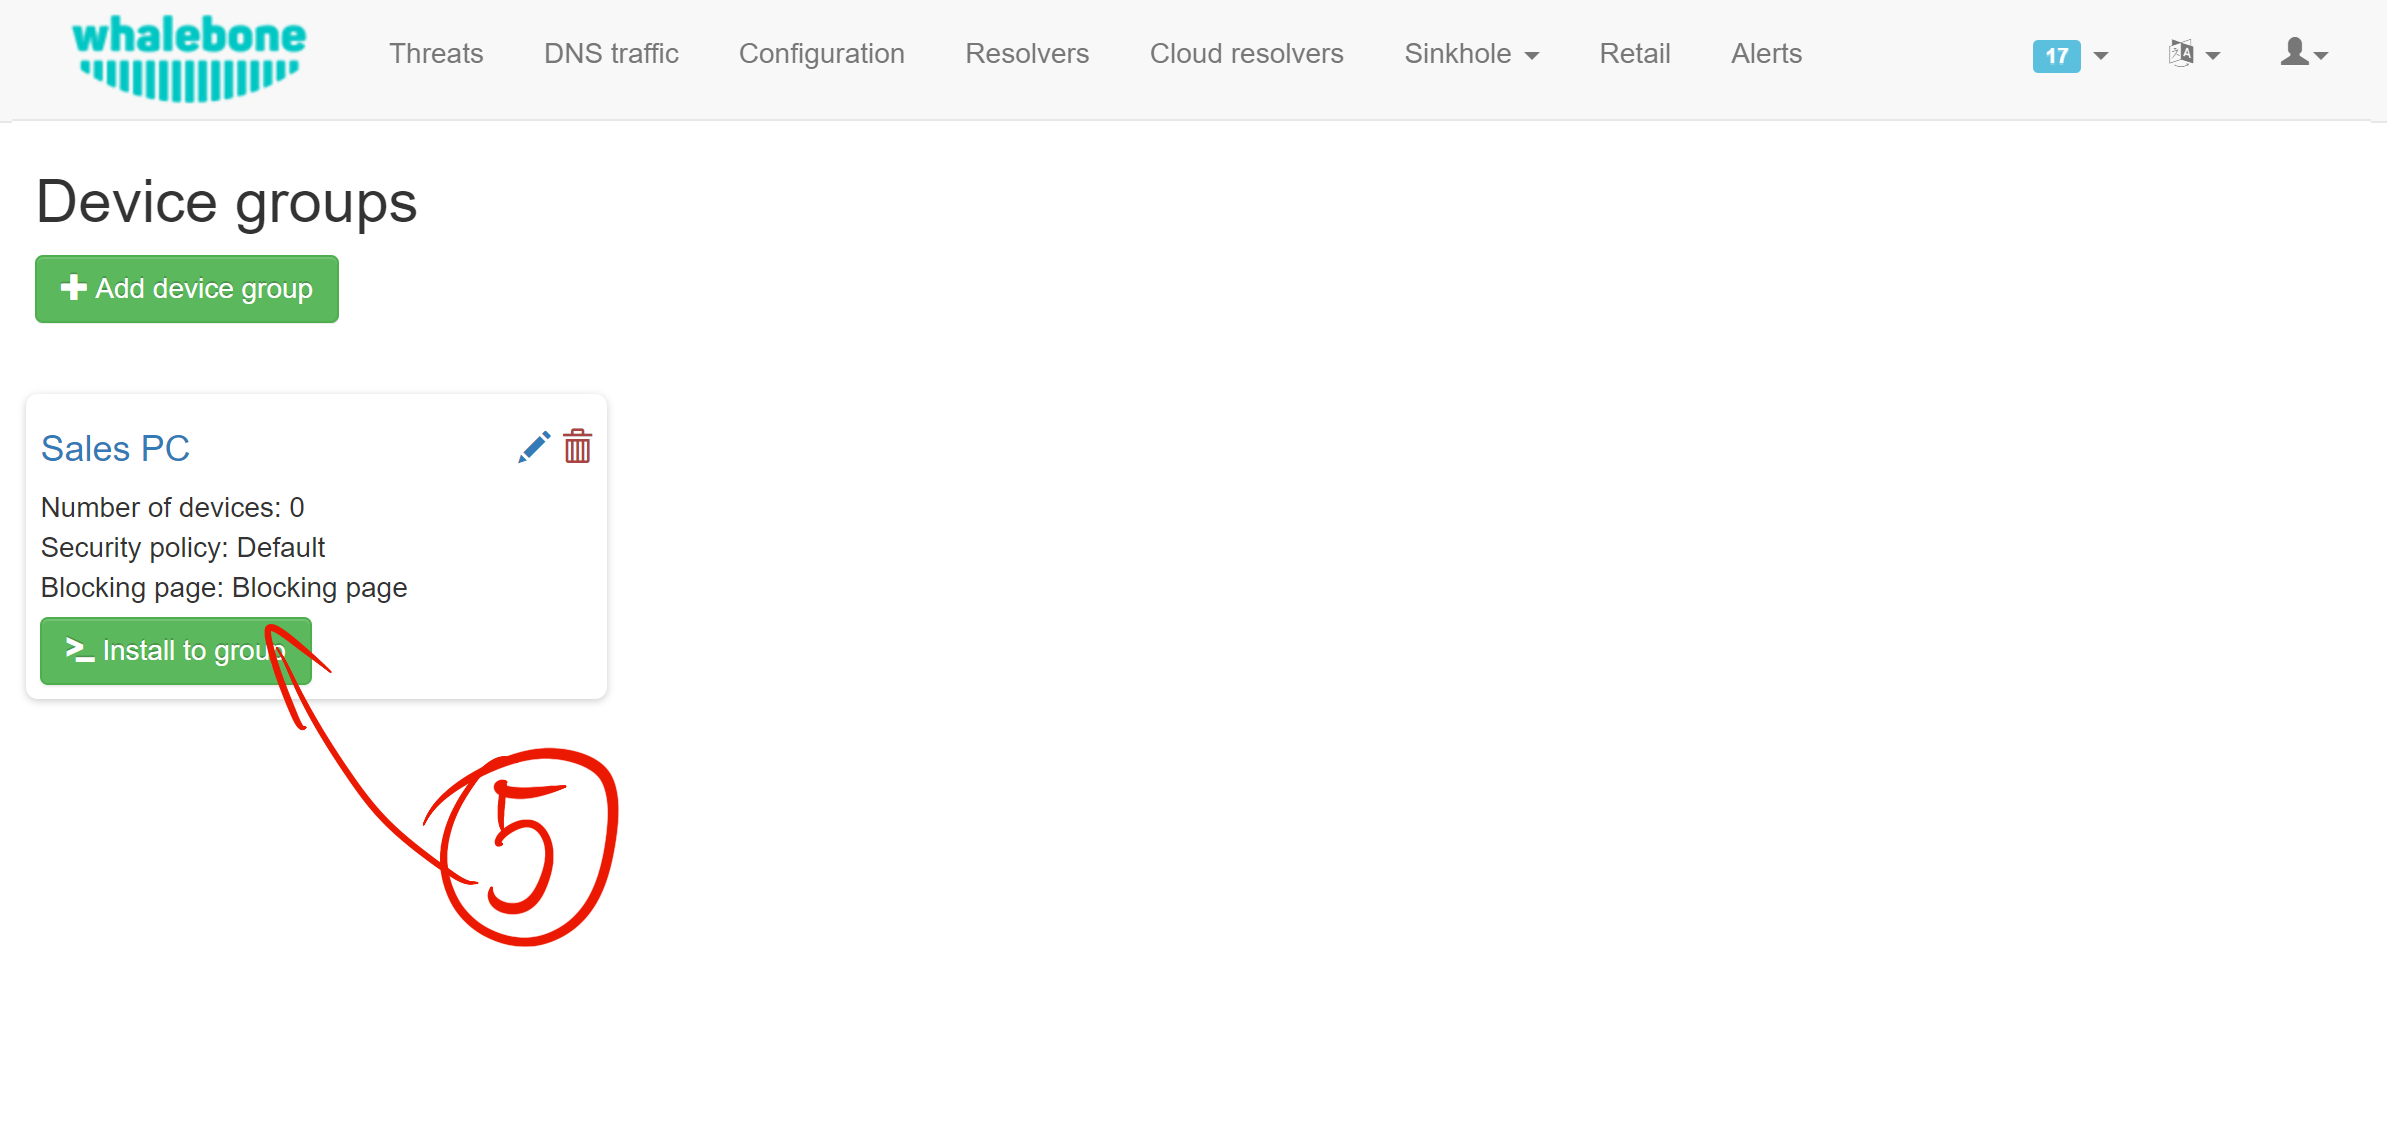 whalebone
Threats DNS traffic Configuration Resolvers Cloud resolvers Sinkhole Retail Alerts 17
Device groups
Add device group
Sales PC
Number of devices: 0
Security policy: Default
Blocking page: Blocking page
Install to group
5